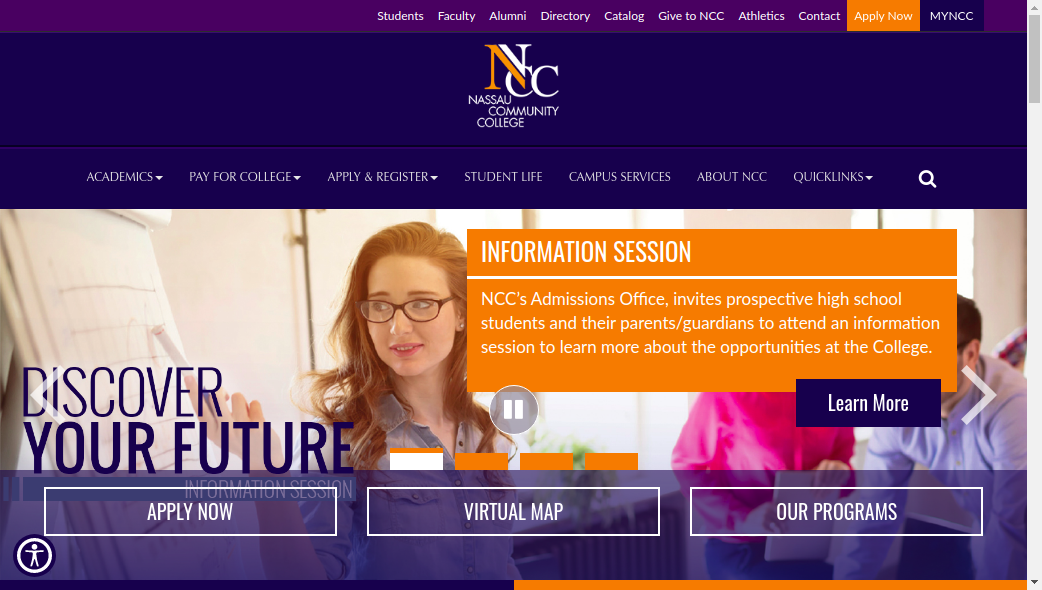 Students Faculty Alumni Directory Catalog Give to NCC Athletics Contact Apply Now MYNCC
NCC
NASSAU
COMMUNITY
COLLEGE
ACADEMICS PAY FOR COLLEGE APPLY & REGISTER STUDENT LIFE CAMPUS SERVICES ABOUT NCC QUICKLINKS
INFORMATION SESSION
NCC's Admissions Office, invites prospective high school
students and their parents/guardians to attend an information
session to learn more about the opportunities at the College.
Learn More
DISCOVER
YOUR FUTURE
INFORMATION SESSION
APPLY NOW VIRTUAL MAP OUR PROGRAMS